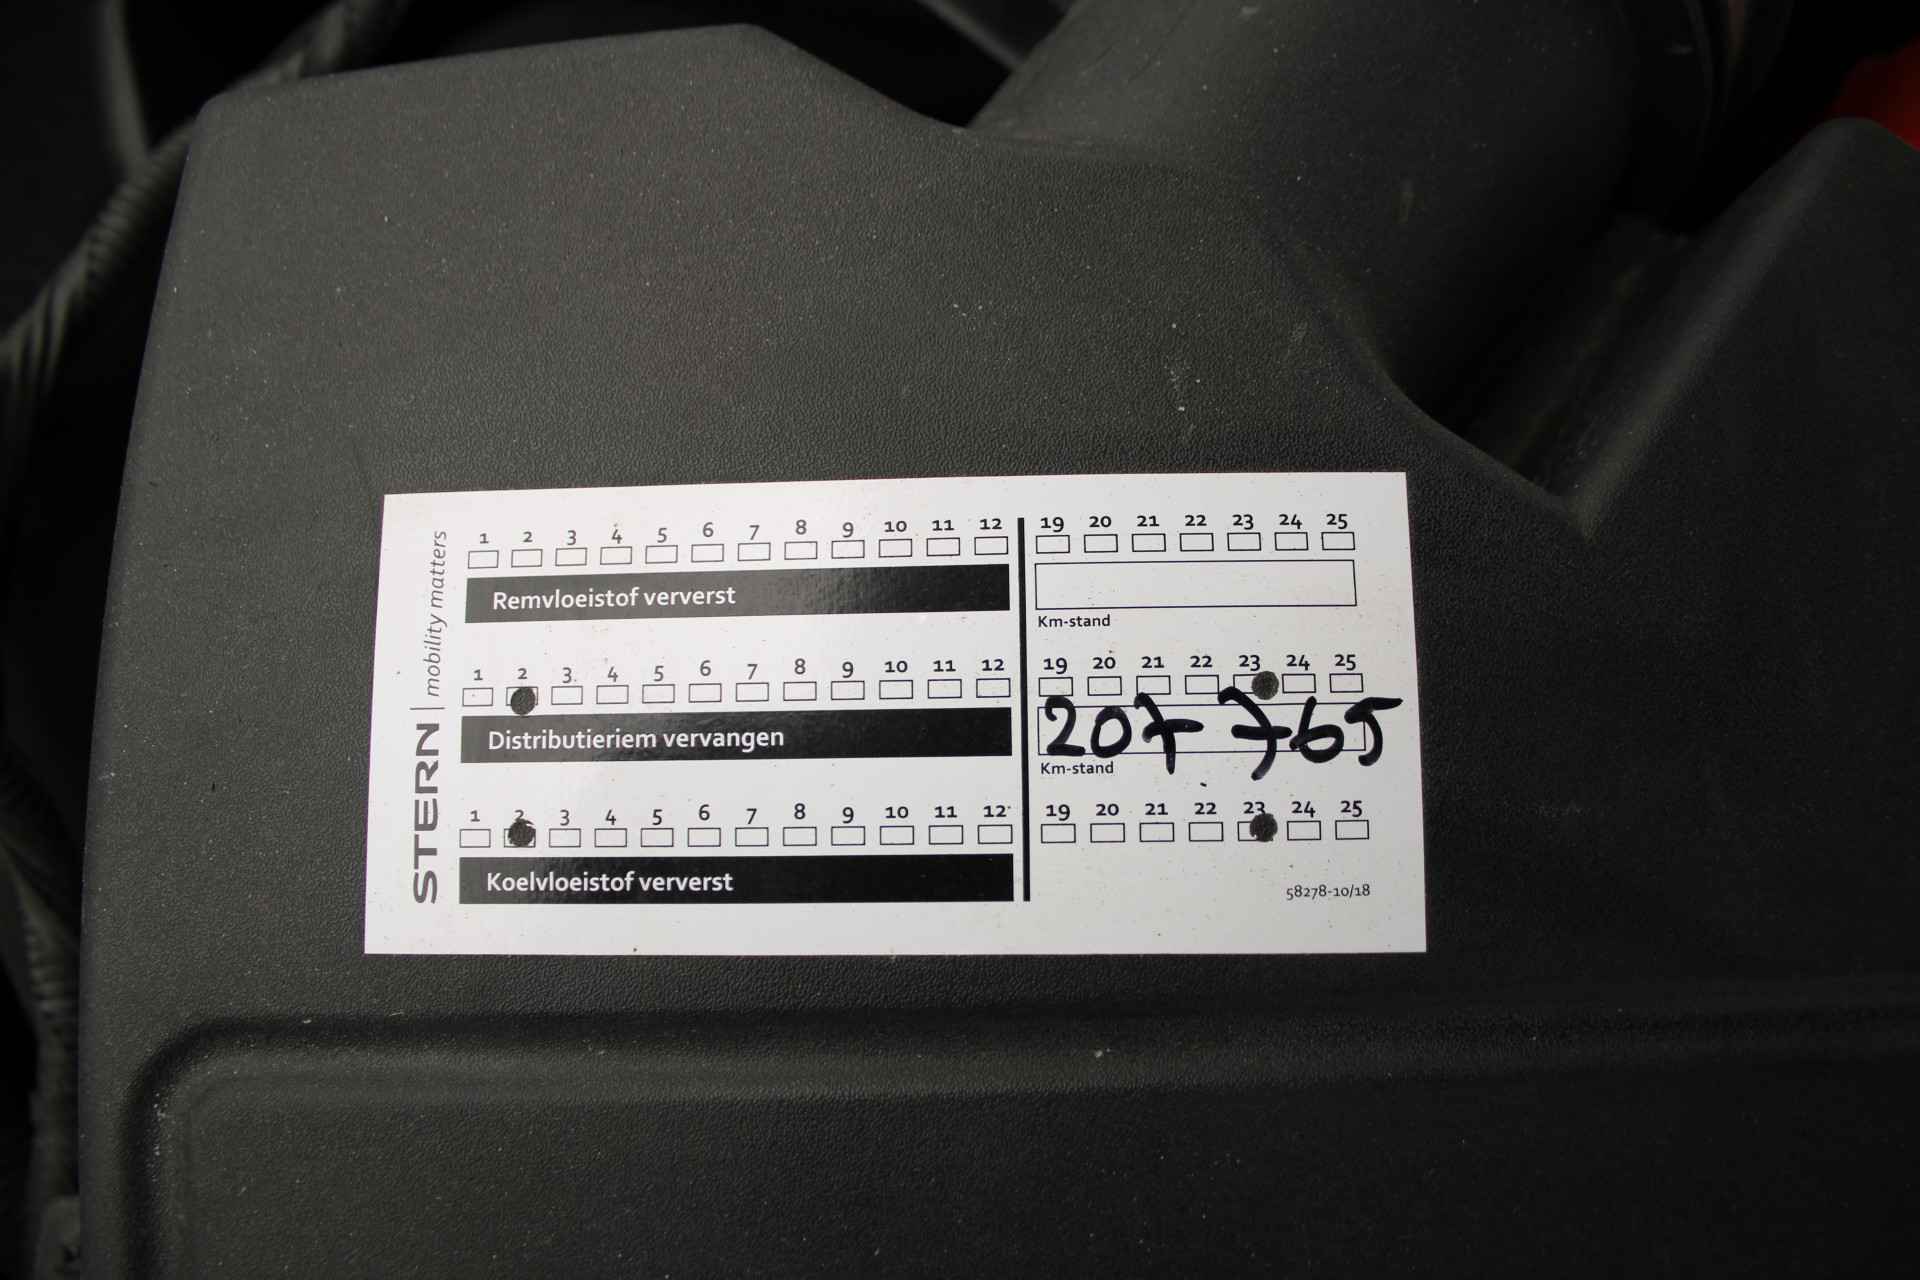 STERN | mobility matters
1 2 3 4 5 6 7 8 9 10 11 12 19 20 21 22 23 24 25
Remvloeistof ververst
Km-stand
1 2 3 4 5 6 7 8 9 10 11 12 19 20 21 22 23 24 25
Distributieriem vervangen 207 765
Km-stand
1 2 3 4 5 6 7 8 9 10 11 12 19 20 21 22 23 24 25
Koelvloeistof ververst
58278-10/18